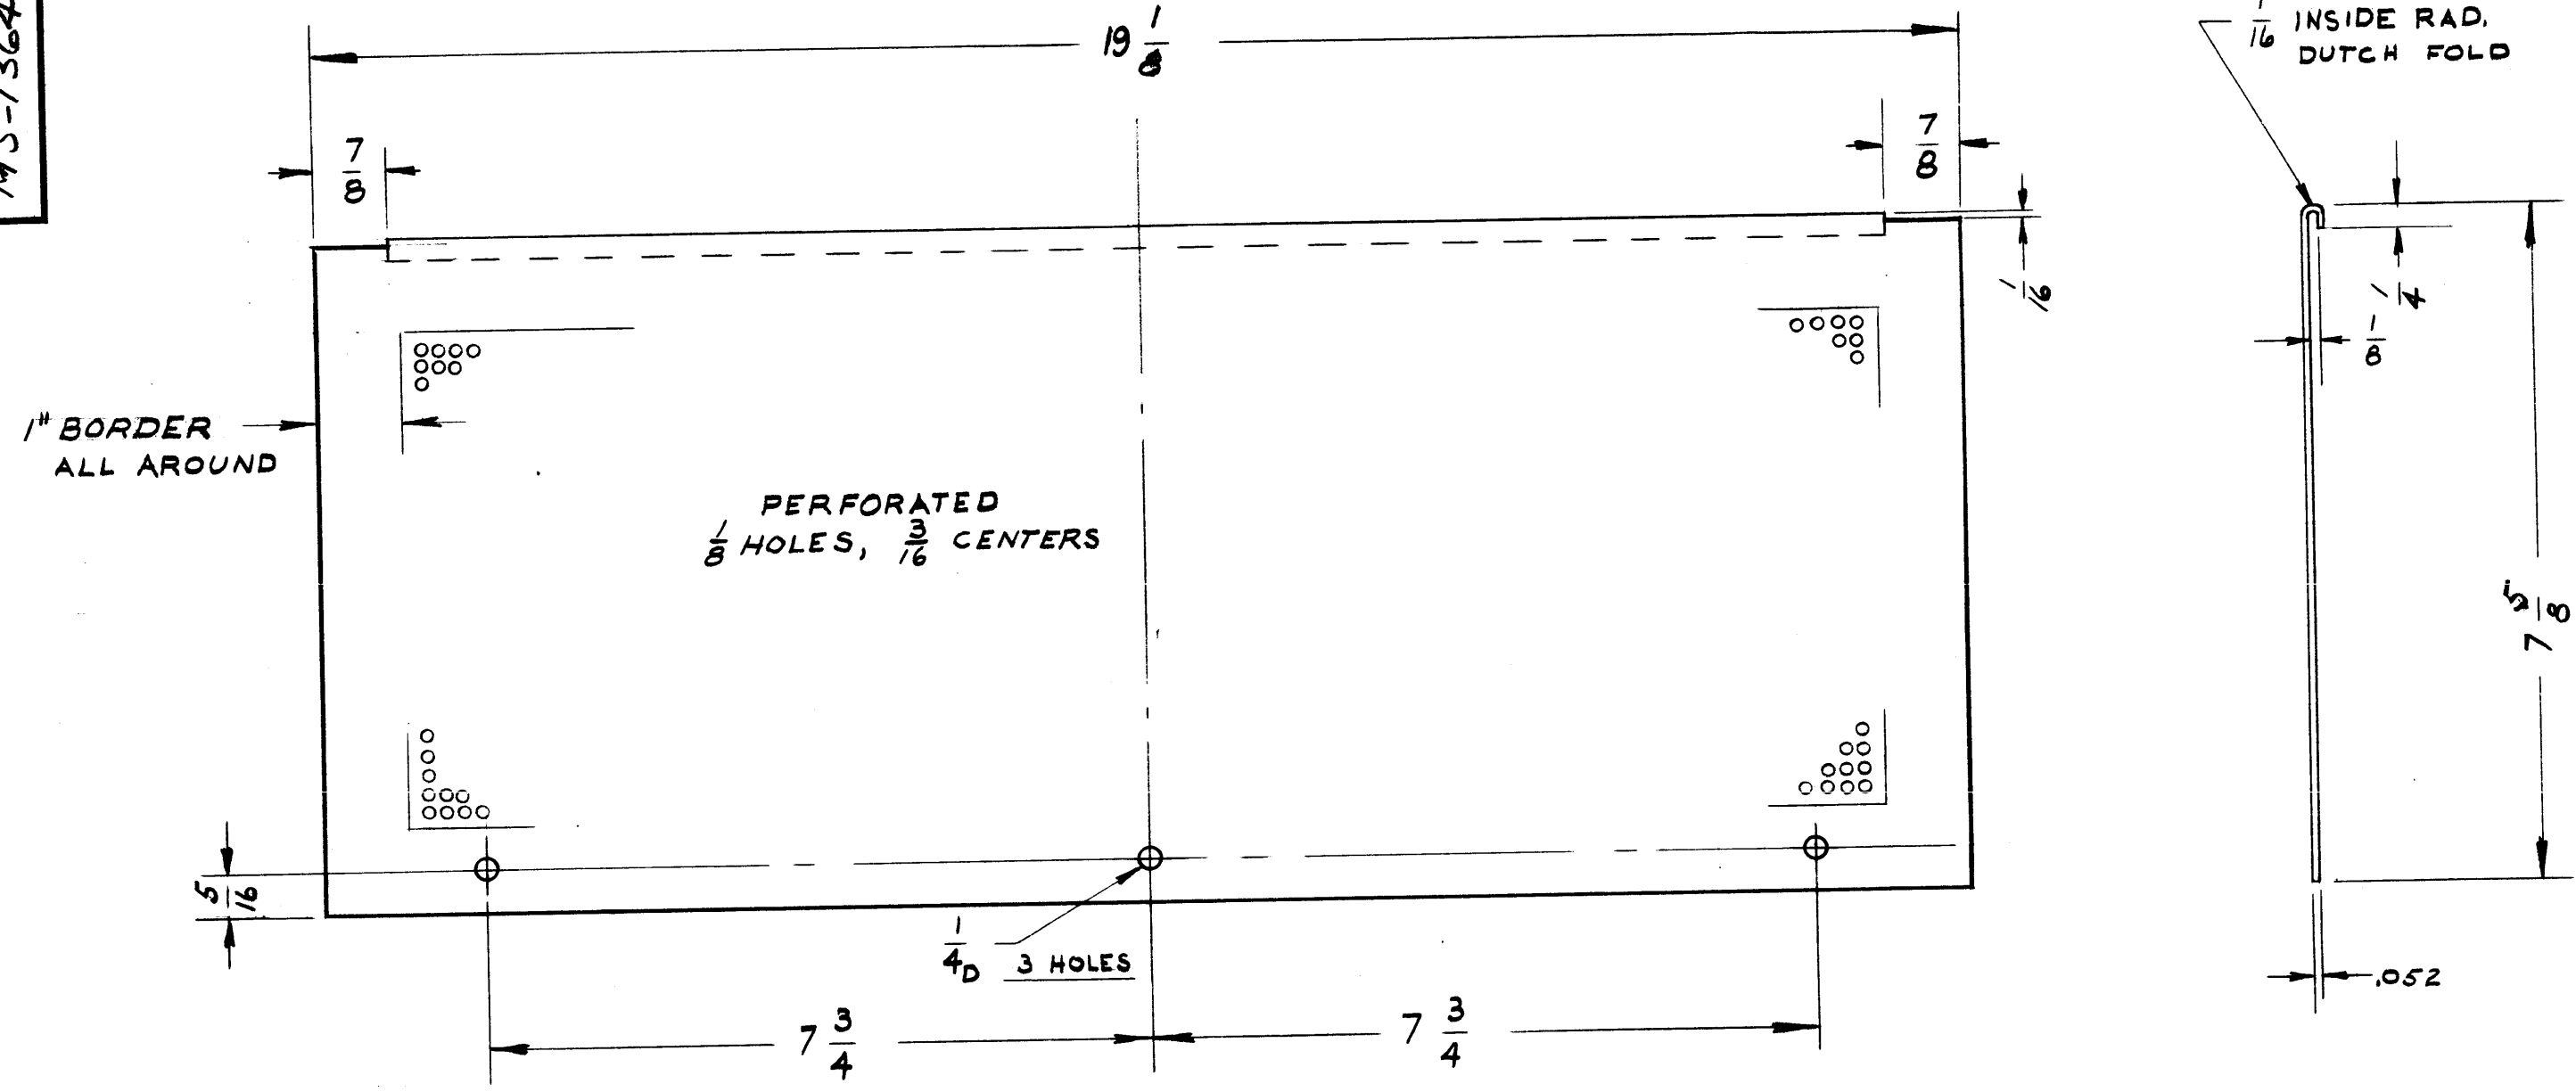 MS-1364
19 1/8
1/16 INSIDE RAD.
DUTCH FOLD
7/8
7/8
1/16
1/4
1/8
1" BORDER
ALL AROUND
PERFORATED
1/8 HOLES, 3/16 CENTERS
7 5/8
5/16
1/4 D 3 HOLES
.052
7 3/4
7 3/4